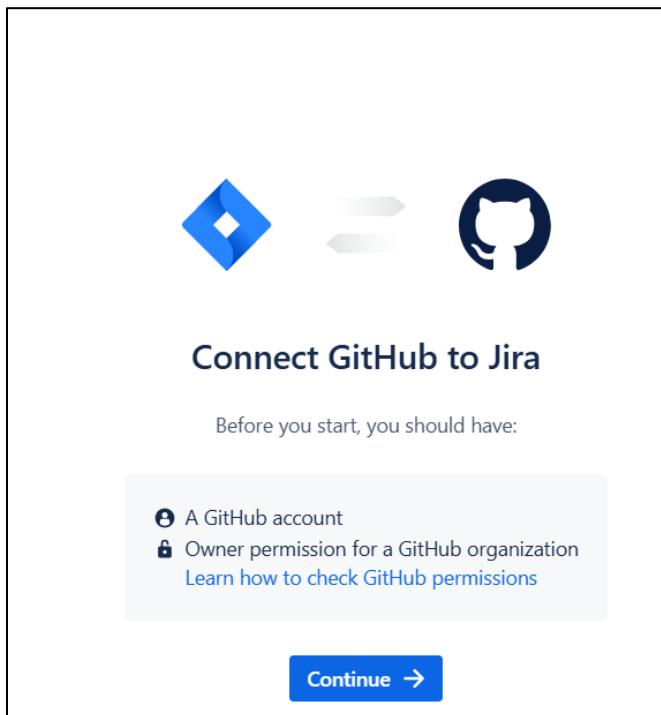 Connect GitHub to Jira
Before you start, you should have:
A GitHub account
Owner permission for a GitHub organization
Learn how to check GitHub permissions
Continue →